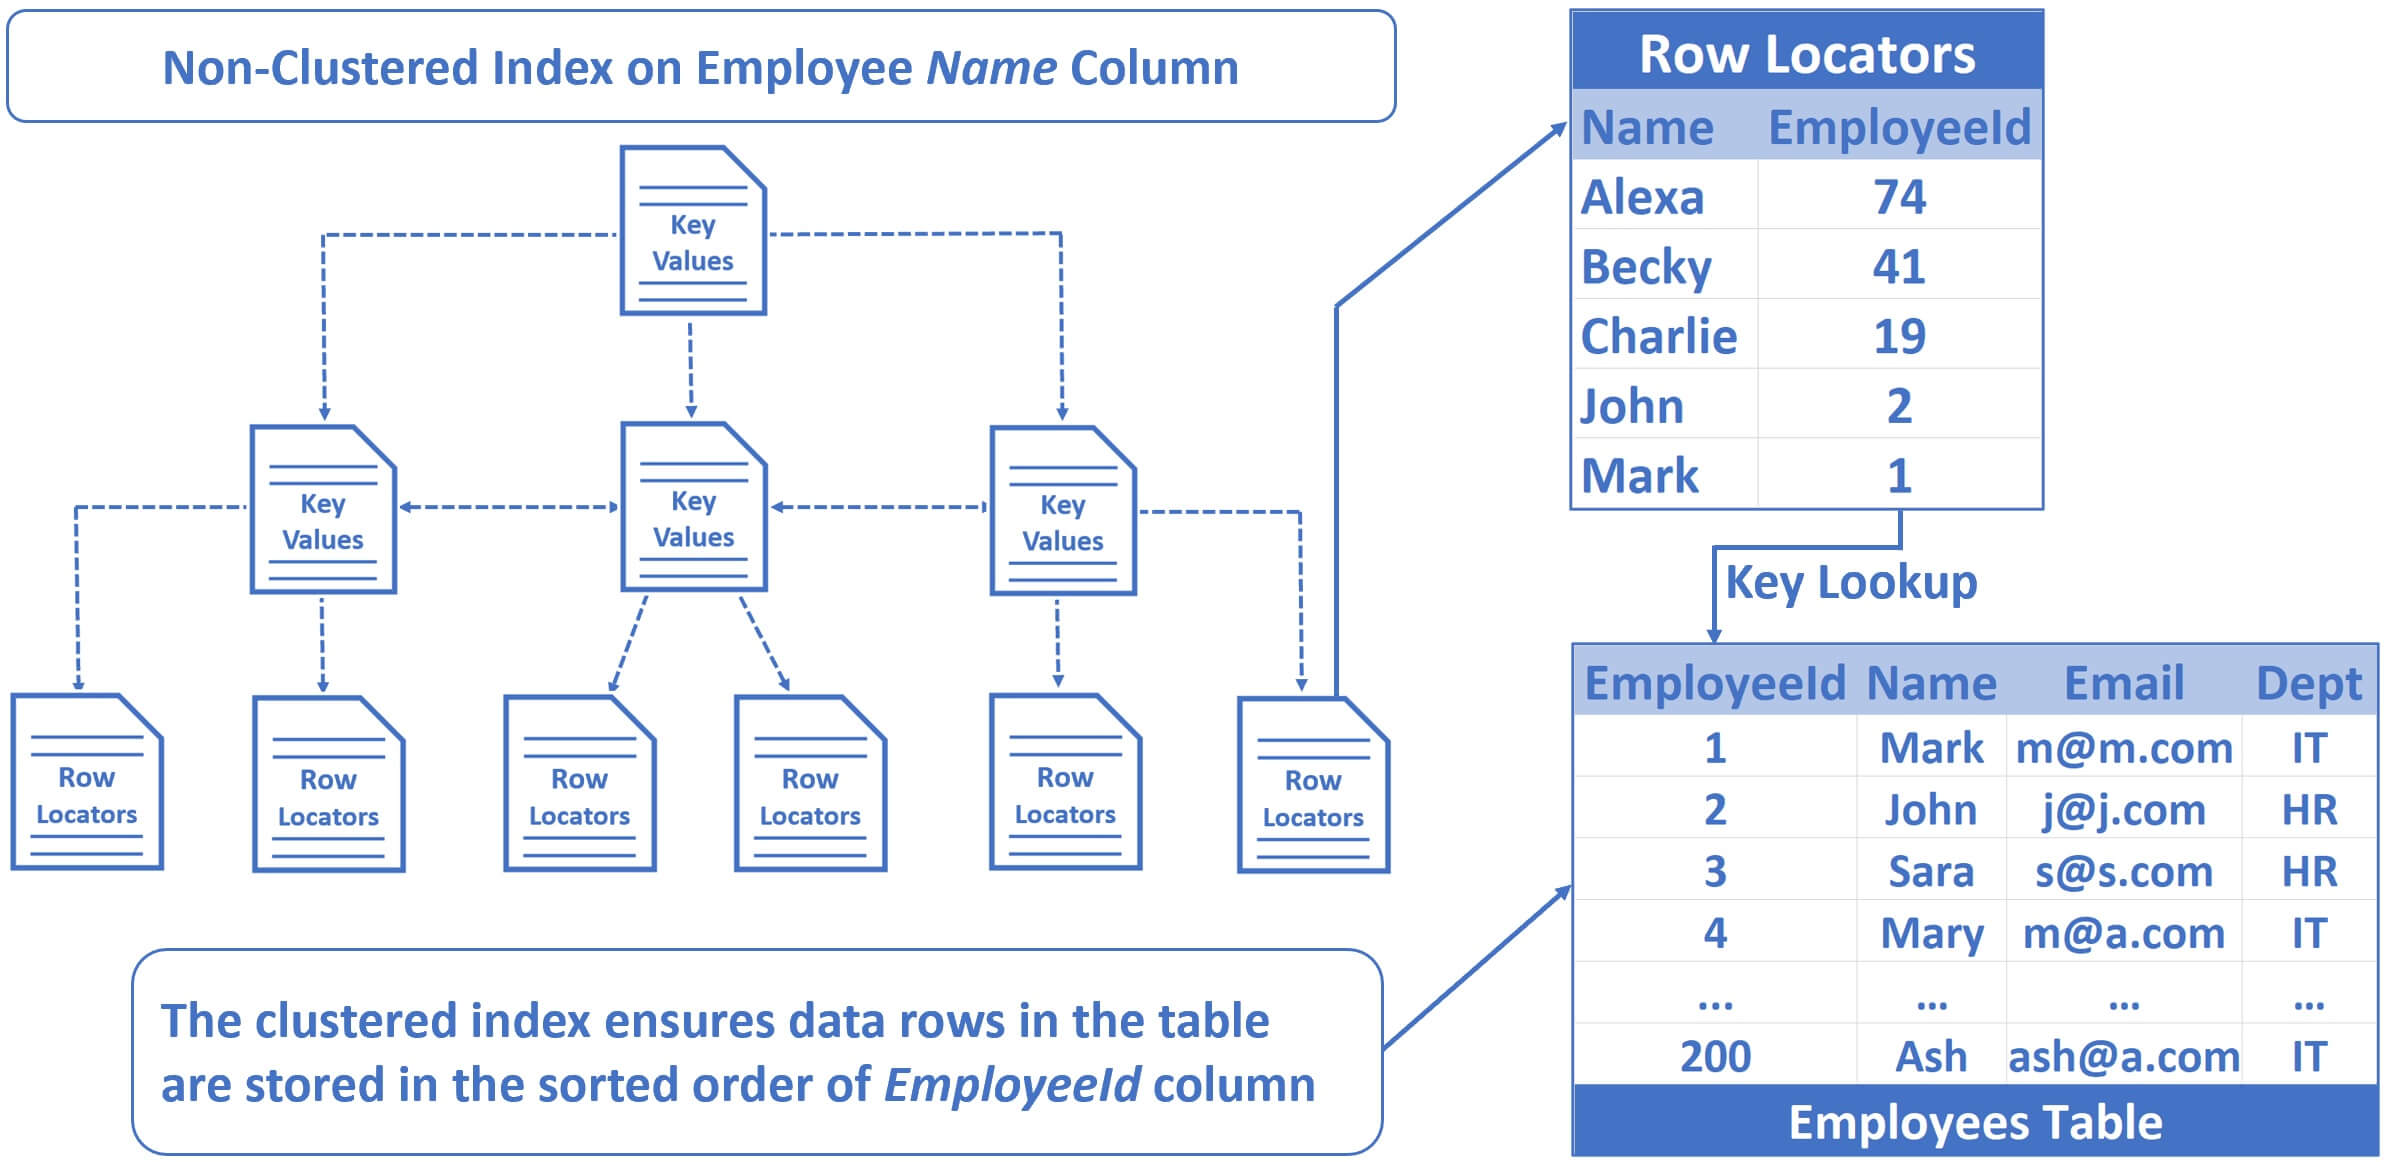 Non-Clustered Index on Employee Name Column
Key
Values
Key
Values
Key
Values
Key
Values
Row
Locators
Row
Locators
Row
Locators
Row
Locators
Row
Locators
Row
Locators
The clustered index ensures data rows in the table
are stored in the sorted order of EmployeeId column
Row Locators
Name EmployeeId
Alexa 74
Becky 41
Charlie 19
John 2
Mark 1
Key Lookup
EmployeeId Name Email Dept
1 Mark m@m.com IT
2 John j@j.com HR
3 Sara s@s.com HR
4 Mary m@a.com IT
... ... ... ...
200 Ash ash@a.com IT
Employees Table